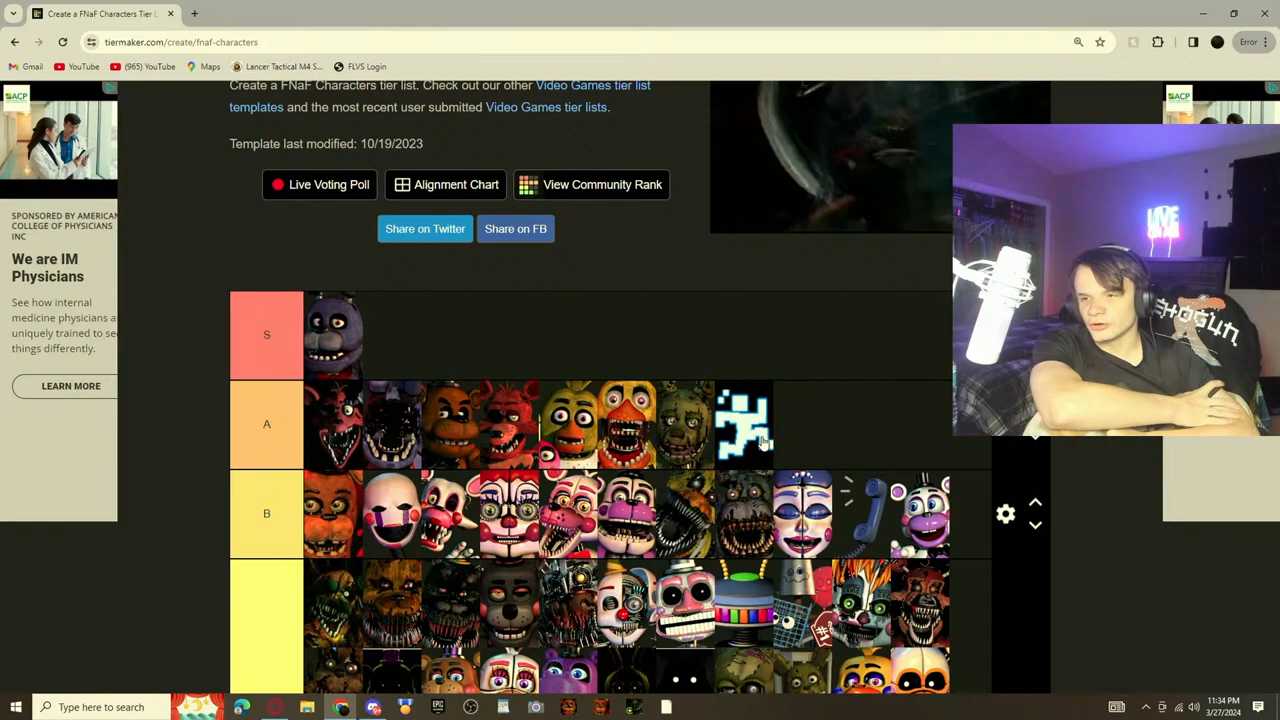 Create a FNaF Characters Tier L
tiermaker.com/create/fnaf-characters
Error
Gmail
YouTube
(965) YouTube
Maps
Lancer Tactical M4 S...
FLVS Login
Create a FNaF Characters tier list. Check out our other Video Games tier list
templates and the most recent user submitted Video Games tier lists.
Template last modified: 10/19/2023
Live Voting Poll
Alignment Chart
View Community Rank
Share on Twitter
Share on FB
ACP
SPONSORED BY AMERICAN
COLLEGE OF PHYSICIANS
INC
We are IM
Physicians
See how internal
medicine physicians a
uniquely trained to se
things differently.
LEARN MORE
ACP
LIVE
SHOGUN
S
A
B
#1
Type here to search
11:34 PM
3/27/2024